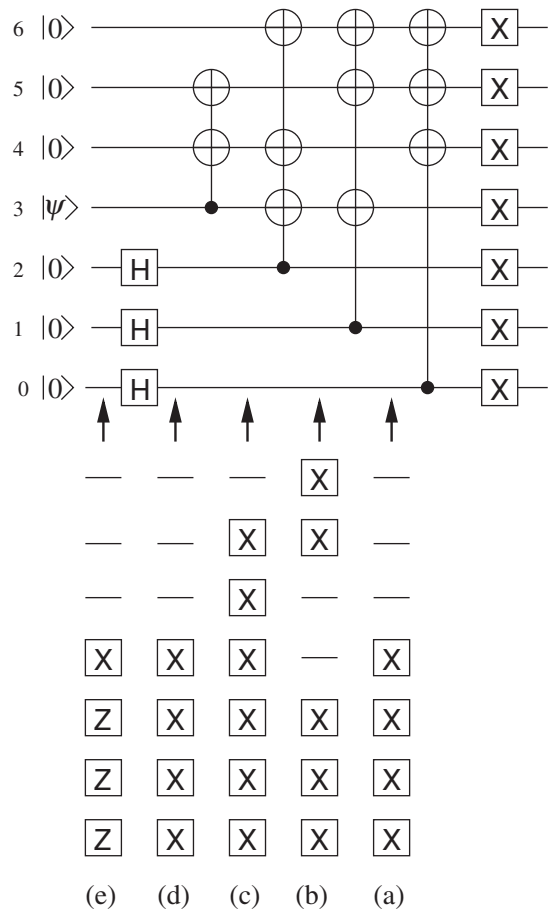 6 |0⟩ X
5 |0⟩ X
4 |0⟩ X
3 |ψ⟩ X
2 |0⟩ H X
1 |0⟩ H X
0 |0⟩ H X
X
X X
X
X X X X
Z X X X X
Z X X X X
Z X X X X
(e) (d) (c) (b) (a)